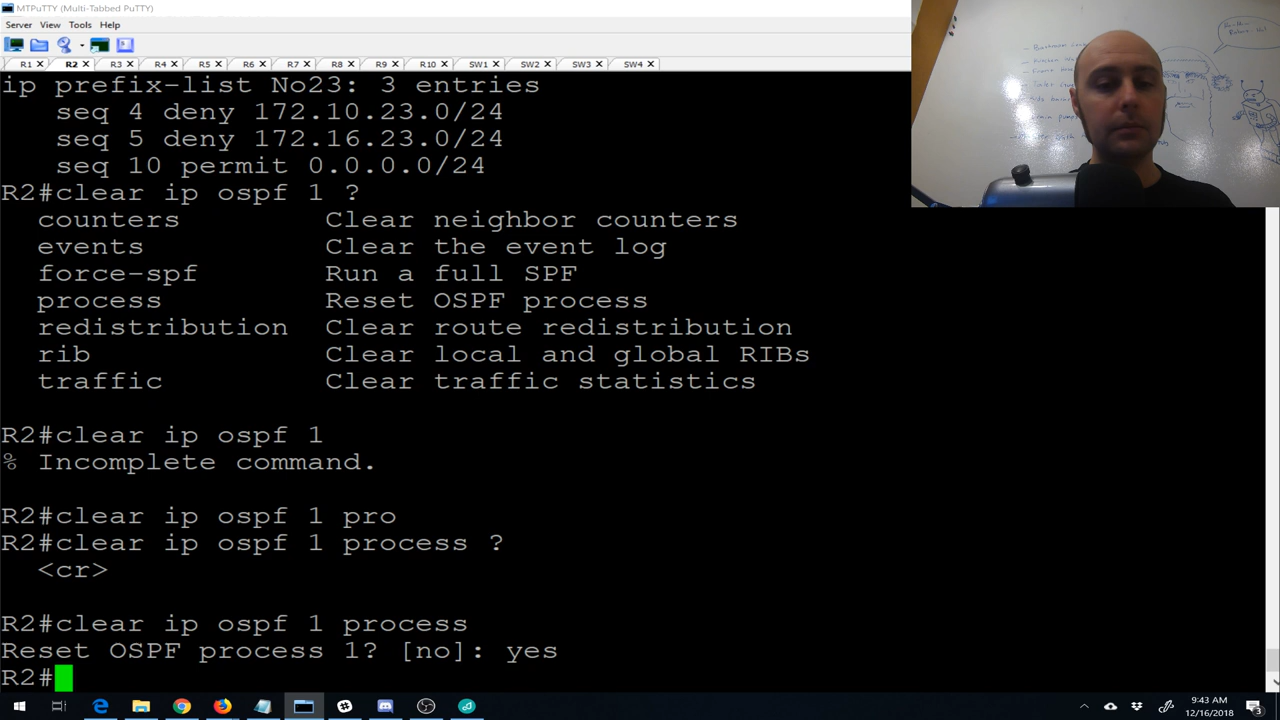 MTPuTTY (Multi-Tabbed PuTTY)
Server View Tools Help
R1 R2 R3 R4 R5 R6 R7 R8 R9 R10 SW1 SW2 SW3 SW4
ip prefix-list No23: 3 entries
seq 4 deny 172.10.23.0/24
seq 5 deny 172.16.23.0/24
seq 10 permit 0.0.0.0/24
R2#clear ip ospf 1 ?
counters Clear neighbor counters
events Clear the event log
force-spf Run a full SPF
process Reset OSPF process
redistribution Clear route redistribution
rib Clear local and global RIBs
traffic Clear traffic statistics
R2#clear ip ospf 1
% Incomplete command.
R2#clear ip ospf 1 pro
R2#clear ip ospf 1 process ?
<cr>
R2#clear ip ospf 1 process
Reset OSPF process 1? [no]: yes
R2#
9:43 AM
12/16/2018
3